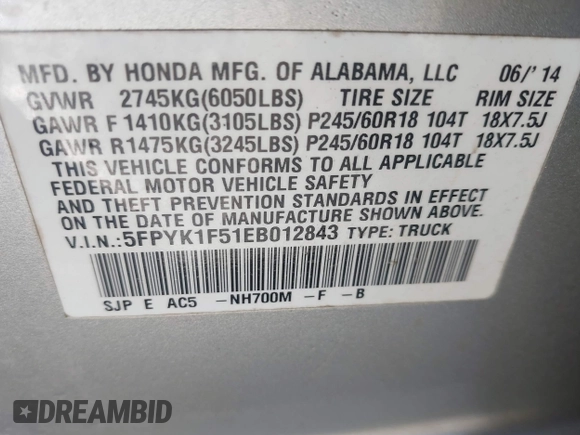 MFD. BY HONDA MFG. OF ALABAMA, LLC 06/'14
GVWR 2745KG(6050LBS) TIRE SIZE RIM SIZE
GAWR F 1410KG(3105LBS) P245/60R18 104T 18X7.5J
GAWR R1475KG(3245LBS) P245/60R18 104T 18X7.5J
THIS VEHICLE CONFORMS TO ALL APPLICABLE
FEDERAL MOTOR VEHICLE SAFETY
AND THEFT PREVENTION STANDARDS IN EFFECT
ON THE DATE OF MANUFACTURE SHOWN ABOVE.
V.I.N.:5FPYK1F51EB012843 TYPE: TRUCK
SJP E AC5 -NH700M -F -B
DREAMBID